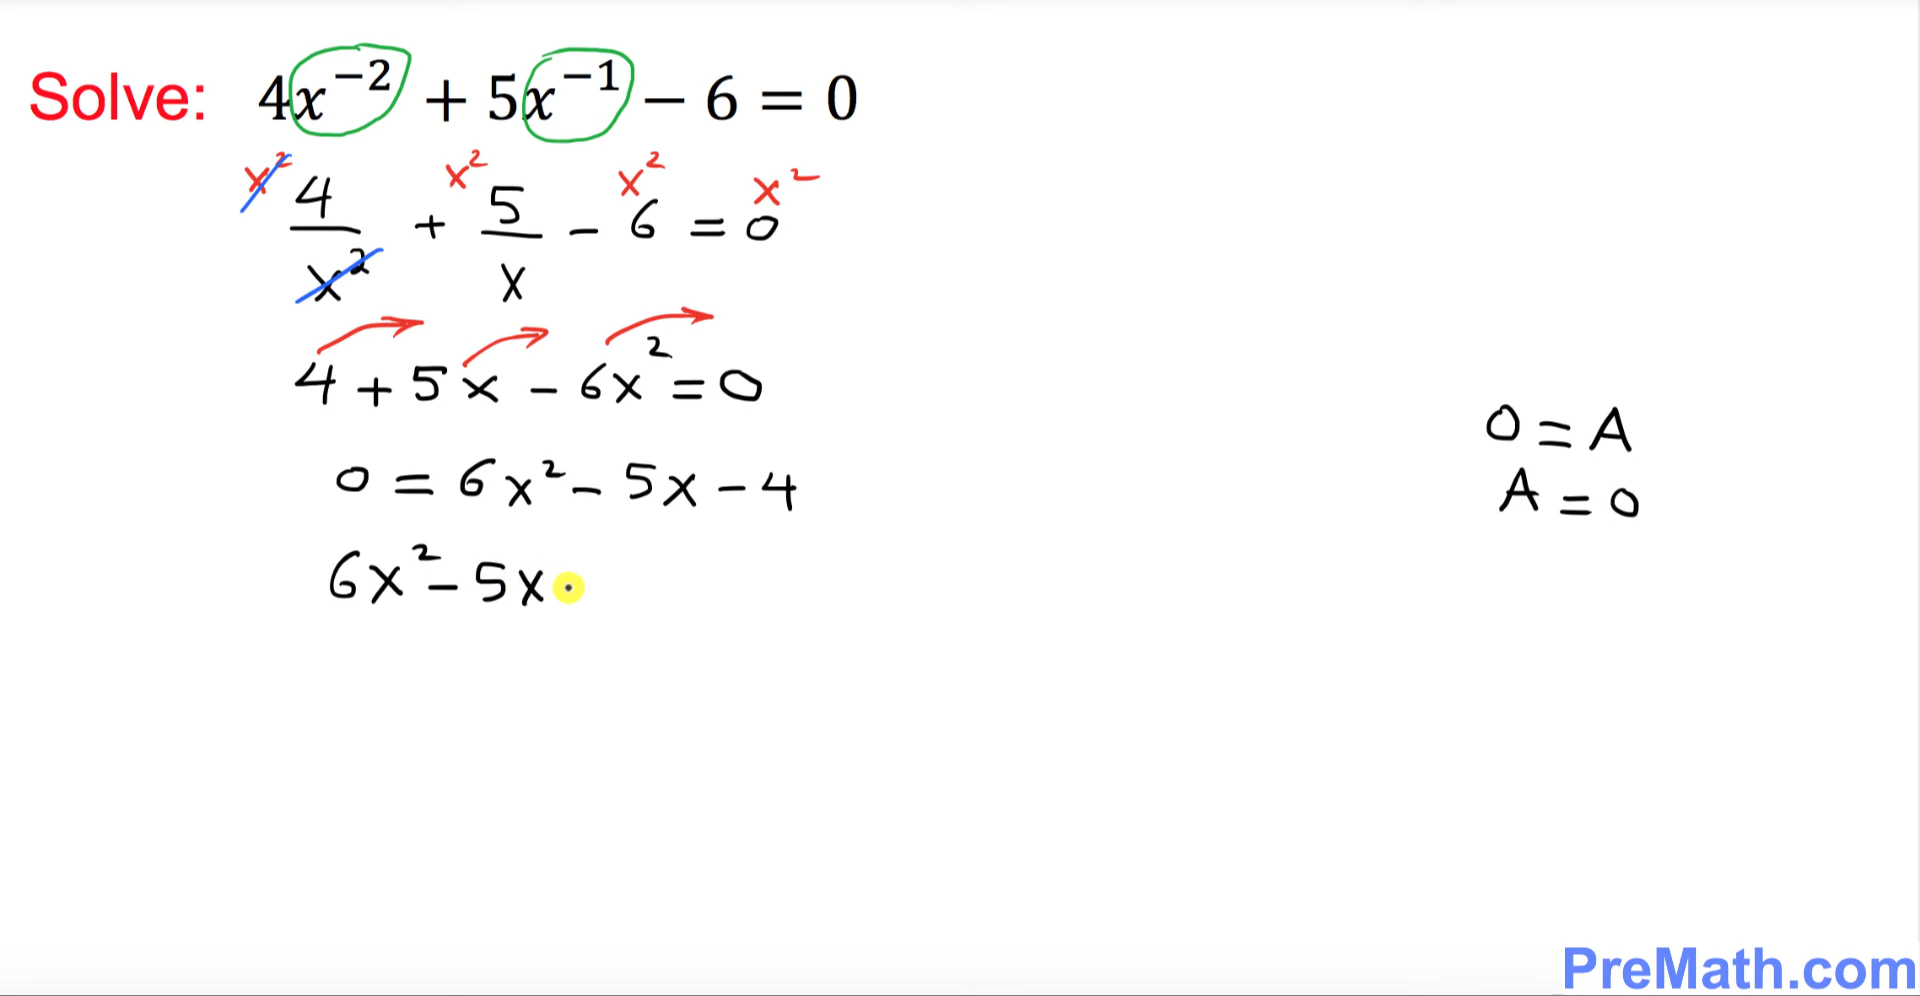 Solve: 4x⁻² + 5x⁻¹ − 6 = 0
x² 4/x² + x² 5/x − x² 6 = 0 x²
4 + 5x − 6x² = 0
0 = A
0 = 6x² − 5x − 4
A = 0
6x² − 5x
PreMath.com